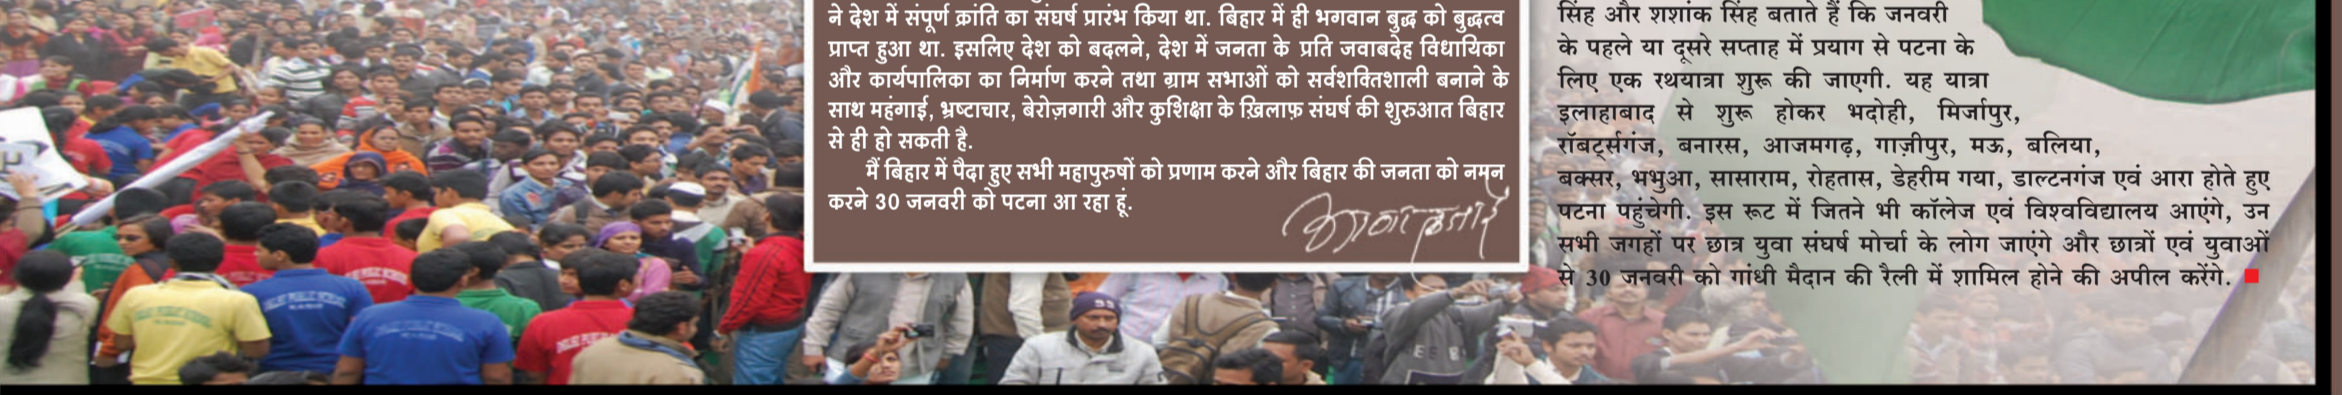 ने देश में संपूर्ण क्रांति का संघर्ष प्रारंभ किया था. बिहार में ही भगवान बुद्ध को बुद्धत्व
प्राप्त हुआ था. इसलिए देश को बदलने, देश में जनता के प्रति जवाबदेह विधायिका
और कार्यपालिका का निर्माण करने तथा ग्राम सभाओं को सर्वशक्तिशाली बनाने के
साथ महंगाई, भ्रष्टाचार, बेरोज़गारी और कुशिक्षा के ख़िलाफ़ संघर्ष की शुरुआत बिहार
से ही हो सकती है.
मैं बिहार में पैदा हुए सभी महापुरुषों को प्रणाम करने और बिहार की जनता को नमन
करने 30 जनवरी को पटना आ रहा हूं.
सिंह और शशांक सिंह बताते हैं कि जनवरी
के पहले या दूसरे सप्ताह में प्रयाग से पटना के
लिए एक रथयात्रा शुरू की जाएगी. यह यात्रा
इलाहाबाद से शुरू होकर भदोही, मिर्जापुर,
रॉबर्ट्सगंज, बनारस, आजमगढ़, गाज़ीपुर, मऊ, बलिया,
बक्सर, भभुआ, सासाराम, रोहतास, डेहरीम गया, डाल्टनगंज एवं आरा होते हुए
पटना पहुंचेगी. इस रूट में जितने भी कॉलेज एवं विश्वविद्यालय आएंगे, उन
सभी जगहों पर छात्र युवा संघर्ष मोर्चा के लोग जाएंगे और छात्रों एवं युवाओं
से 30 जनवरी को गांधी मैदान की रैली में शामिल होने की अपील करेंगे.